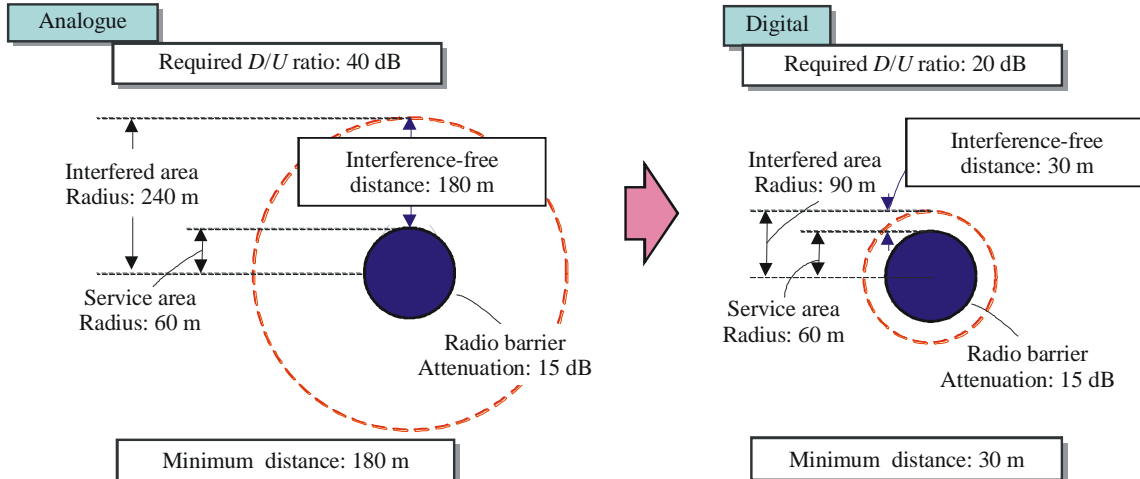 Analogue
Required D/U ratio: 40 dB
Interference-free
distance: 180 m
Interfered area
Radius: 240 m
Service area
Radius: 60 m
Radio barrier
Attenuation: 15 dB
Minimum distance: 180 m
Digital
Required D/U ratio: 20 dB
Interference-free
distance: 30 m
Interfered area
Radius: 90 m
Service area
Radius: 60 m
Radio barrier
Attenuation: 15 dB
Minimum distance: 30 m